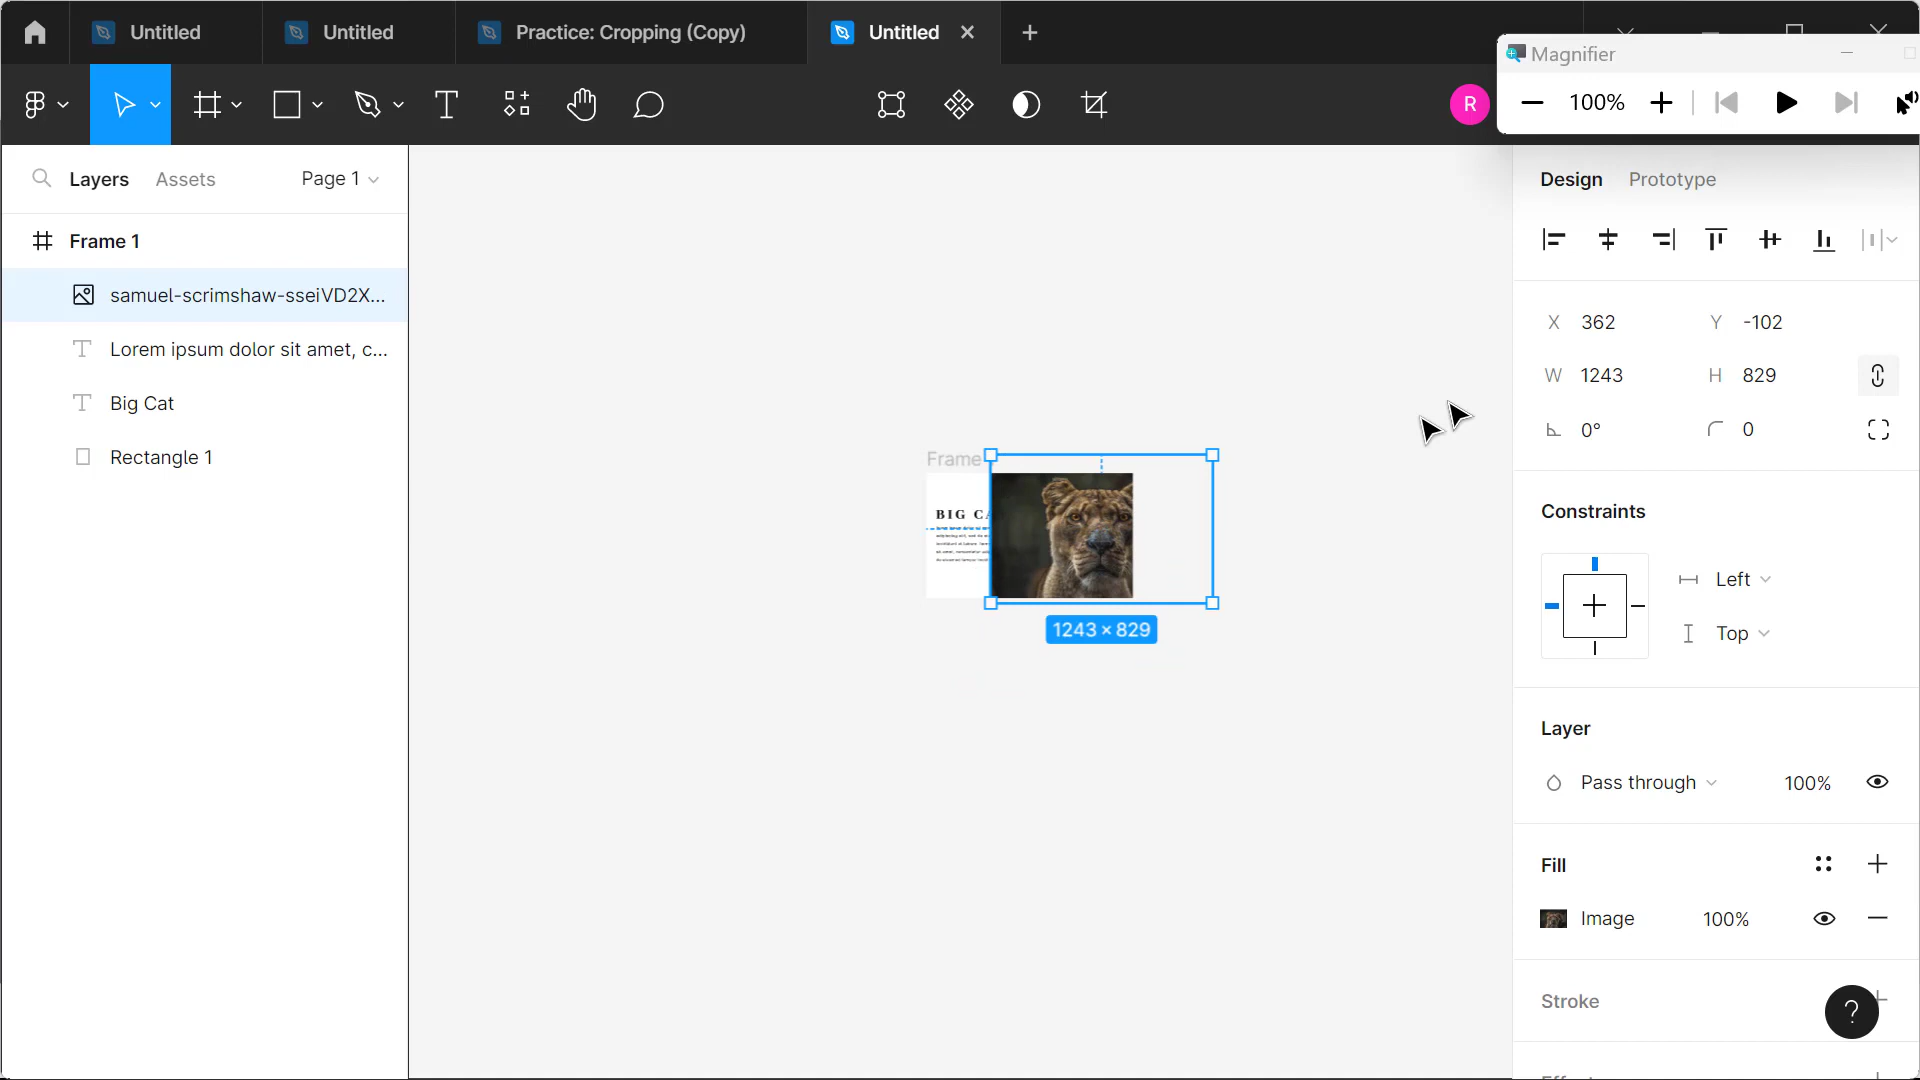 Untitled
Untitled
Practice: Cropping (Copy)
Untitled
Magnifier
100%
R
Layers
Assets
Page 1
Design
Prototype
Frame 1
samuel-scrimshaw-sseiVD2X...
Lorem ipsum dolor sit amet, c...
Big Cat
Rectangle 1
X 362
Y -102
W 1243
H 829
0°
0
Frame
BIG CA
1243 × 829
Constraints
Left
Top
Layer
Pass through
100%
Fill
Image
100%
Stroke
?